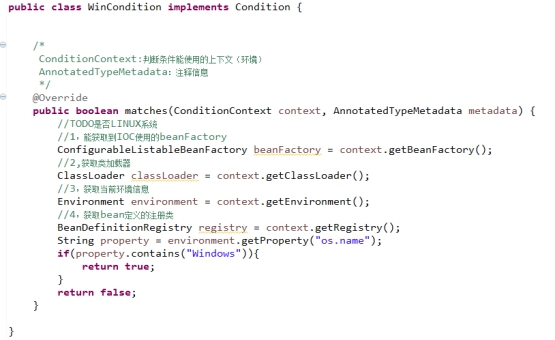 public class WinCondition implements Condition {
/*
ConditionContext:判断条件能使用的上下文（环境）
AnnotatedTypeMetadata：注释信息
*/
@Override
public boolean matches(ConditionContext context, AnnotatedTypeMetadata metadata) {
//TODO是否LINUX系统
//1，能获取到IOC使用的beanFactory
ConfigurableListableBeanFactory beanFactory = context.getBeanFactory();
//2,获取类加载器
ClassLoader classLoader = context.getClassLoader();
//3，获取当前环境信息
Environment environment = context.getEnvironment();
//4，获取bean定义的注册类
BeanDefinitionRegistry registry = context.getRegistry();
String property = environment.getProperty("os.name");
if(property.contains("Windows")){
return true;
}
return false;
}
}